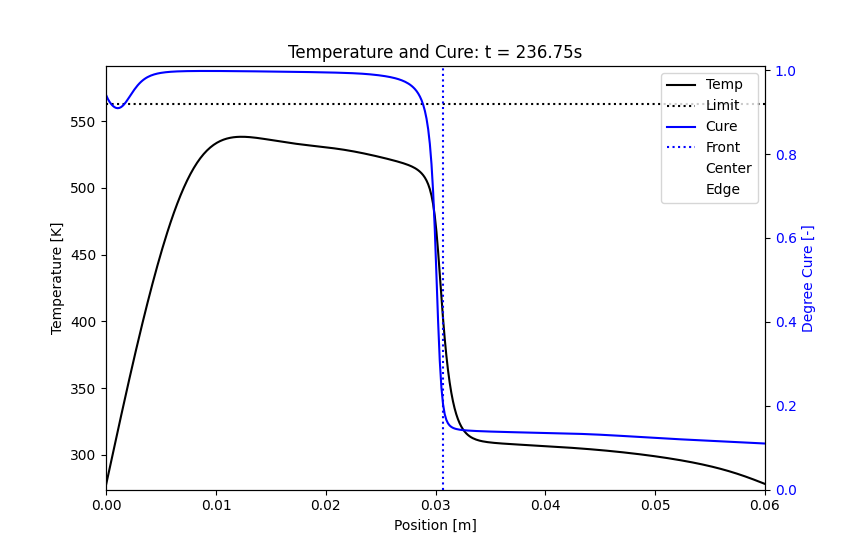 Temperature and Cure: t = 236.75s
Temp
Limit
Cure
Front
Center
Edge
Temperature [K]
550
500
450
400
350
300
1.0
0.8
0.6
0.4
0.2
0.0
Degree Cure [-]
0.00 0.01 0.02 0.03 0.04 0.05 0.06
Position [m]